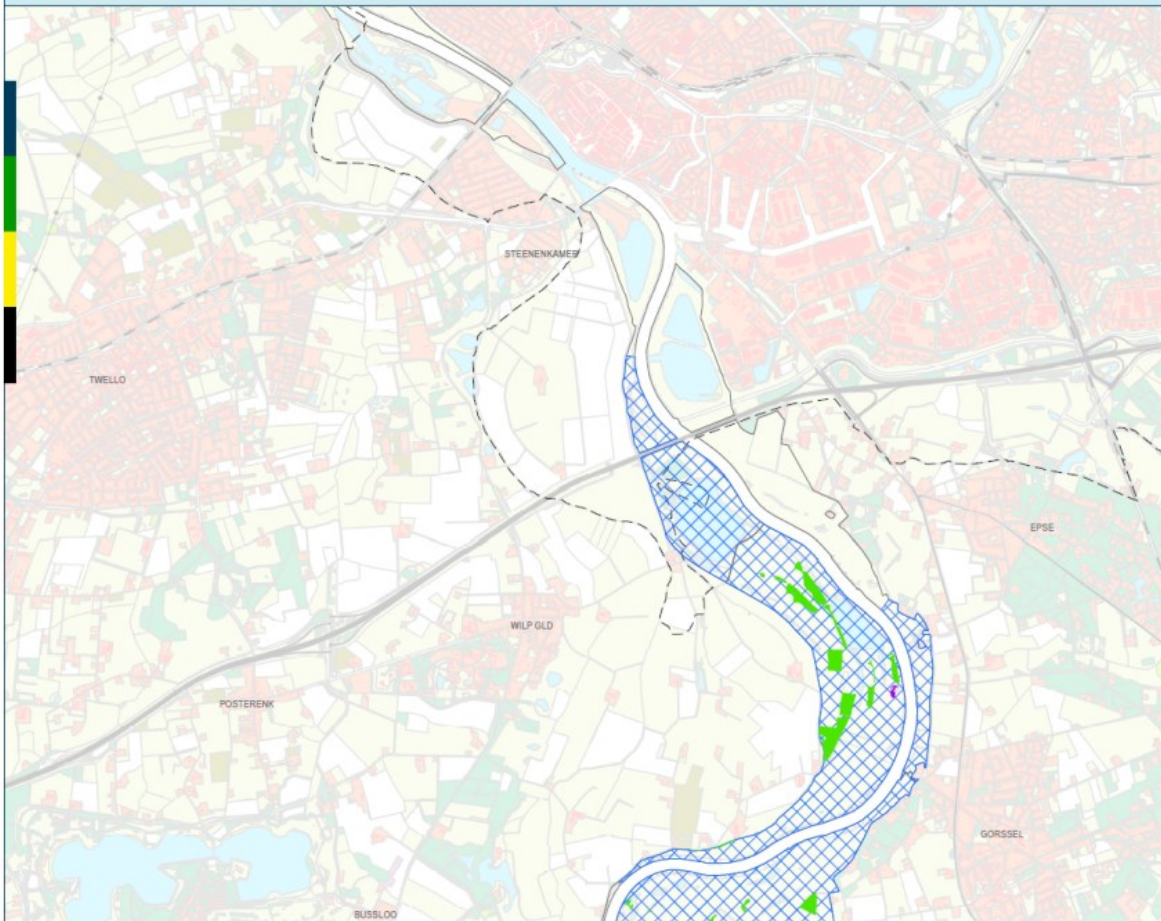 STEENENKAMER
TWELLO
EPSE
WILP GLD
POSTERENK
GORSSEL
BUSSLOO